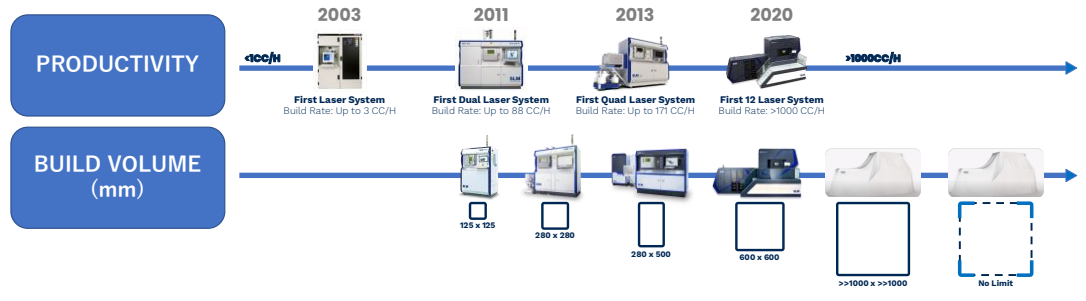 2003
2011
2013
2020
PRODUCTIVITY
<1CC/H
>1000CC/H
First Laser System
Build Rate: Up to 3 CC/H
First Dual Laser System
Build Rate: Up to 88 CC/H
First Quad Laser System
Build Rate: Up to 171 CC/H
First 12 Laser System
Build Rate: >1000 CC/H
BUILD VOLUME
(mm)
125 x 125
280 x 280
280 x 500
600 x 600
>>1000 x >>1000
No Limit